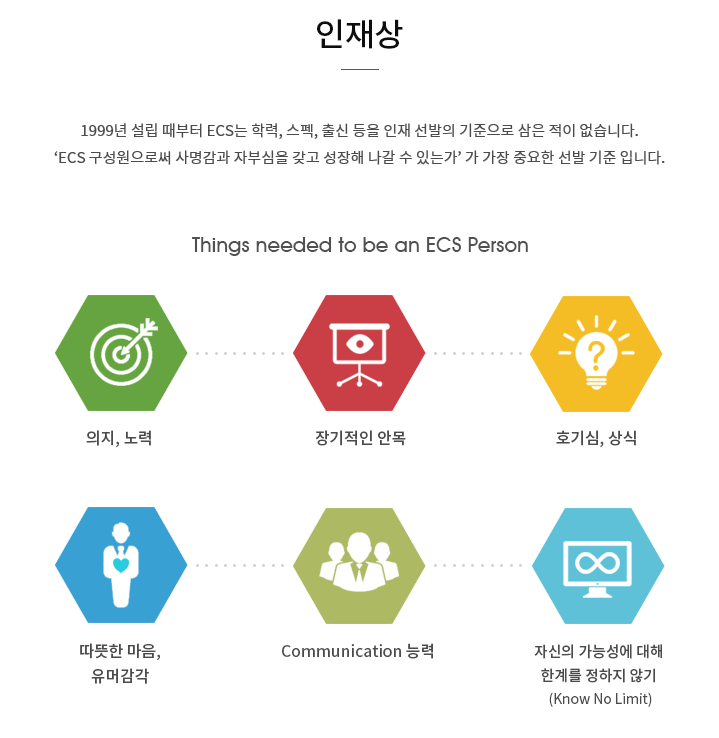 인재상
1999년 설립 때부터 ECS는 학력, 스펙, 출신 등을 인재 선발의 기준으로 삼은 적이 없습니다.
‘ECS 구성원으로써 사명감과 자부심을 갖고 성장해 나갈 수 있는가’ 가 가장 중요한 선발 기준 입니다.
Things needed to be an ECS Person
의지, 노력
장기적인 안목
호기심, 상식
따뜻한 마음,
유머감각
Communication 능력
자신의 가능성에 대해
한계를 정하지 않기
(Know No Limit)